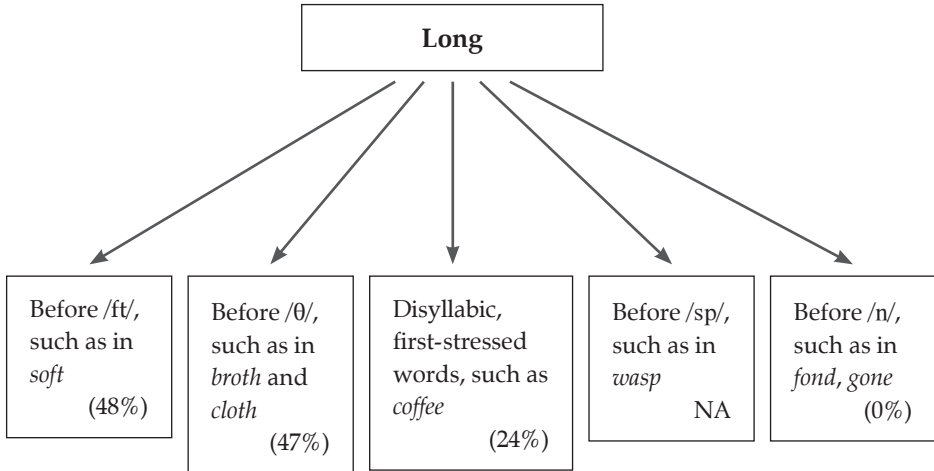 Long
Before /ft/,
such as in
soft
(48%)
Before /θ/,
such as in
broth and
cloth
(47%)
Disyllabic,
first-stressed
words, such as
coffee
(24%)
Before /sp/,
such as in
wasp
NA
Before /n/,
such as in
fond, gone
(0%)